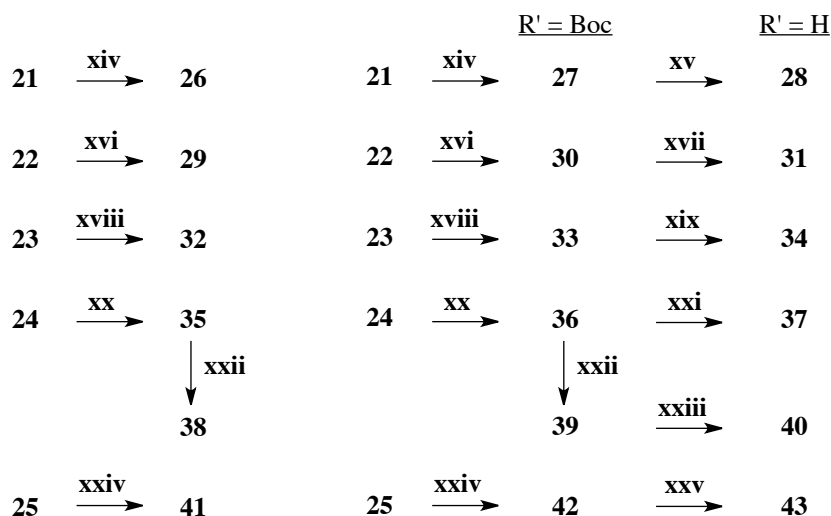 R' = Boc R' = H
xiv xiv xv
21 26 21 27 28
xvi xvi xvii
22 29 22 30 31
xviii xviii xix
23 32 23 33 34
xx xx xxi
24 35 24 36 37
xxii xxii
xxiii
38 39 40
xxiv xxiv xxv
25 41 25 42 43